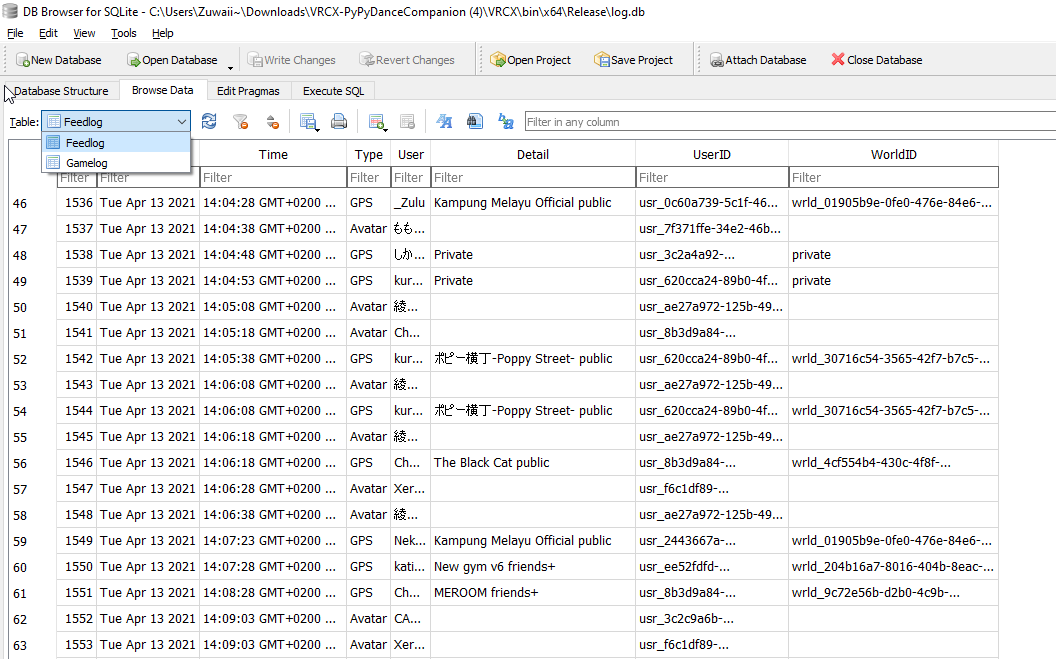 DB Browser for SQLite - C:\Users\Zuwaii~\Downloads\VRCX-PyPyDanceCompanion (4)\VRCX\bin\x64\Release\log.db
File Edit View Tools Help
New Database Open Database Write Changes Revert Changes Open Project Save Project Attach Database Close Database
Database Structure Browse Data Edit Pragmas Execute SQL
Table: Feedlog Filter in any column
Feedlog
Gamelog
Time Type User Detail UserID WorldID
Filter Filter Filter Filter Filter Filter Filter Filter
46 1536 Tue Apr 13 2021 14:04:28 GMT+0200 ... GPS _Zulu Kampung Melayu Official public usr_0c60a739-5c1f-46... wrld_01905b9e-0fe0-476e-84e6-...
47 1537 Tue Apr 13 2021 14:04:38 GMT+0200 ... Avatar もも... usr_7f371ffe-34e2-46b...
48 1538 Tue Apr 13 2021 14:04:48 GMT+0200 ... GPS しか... Private usr_3c2a4a92-... private
49 1539 Tue Apr 13 2021 14:04:53 GMT+0200 ... GPS kur... Private usr_620cca24-89b0-4f... private
50 1540 Tue Apr 13 2021 14:05:08 GMT+0200 ... Avatar 綾... usr_ae27a972-125b-49...
51 1541 Tue Apr 13 2021 14:05:18 GMT+0200 ... Avatar Ch... usr_8b3d9a84-...
52 1542 Tue Apr 13 2021 14:05:38 GMT+0200 ... GPS kur... ポピー横丁-Poppy Street- public usr_620cca24-89b0-4f... wrld_30716c54-3565-42f7-b7c5-...
53 1543 Tue Apr 13 2021 14:06:08 GMT+0200 ... Avatar 綾... usr_ae27a972-125b-49...
54 1544 Tue Apr 13 2021 14:06:08 GMT+0200 ... GPS kur... ポピー横丁-Poppy Street- public usr_620cca24-89b0-4f... wrld_30716c54-3565-42f7-b7c5-...
55 1545 Tue Apr 13 2021 14:06:18 GMT+0200 ... Avatar 綾... usr_ae27a972-125b-49...
56 1546 Tue Apr 13 2021 14:06:18 GMT+0200 ... GPS Ch... The Black Cat public usr_8b3d9a84-... wrld_4cf554b4-430c-4f8f-...
57 1547 Tue Apr 13 2021 14:06:28 GMT+0200 ... Avatar Xer... usr_f6c1df89-...
58 1548 Tue Apr 13 2021 14:06:38 GMT+0200 ... Avatar 綾... usr_ae27a972-125b-49...
59 1549 Tue Apr 13 2021 14:07:23 GMT+0200 ... GPS Nek... Kampung Melayu Official public usr_2443667a-... wrld_01905b9e-0fe0-476e-84e6-...
60 1550 Tue Apr 13 2021 14:07:28 GMT+0200 ... GPS kati... New gym v6 friends+ usr_ee52fdfd-... wrld_204b16a7-8016-404b-8eac-...
61 1551 Tue Apr 13 2021 14:08:28 GMT+0200 ... GPS Ch... MEROOM friends+ usr_8b3d9a84-... wrld_9c72e56b-d2b0-4c9b-...
62 1552 Tue Apr 13 2021 14:09:03 GMT+0200 ... Avatar CA... usr_3c2c9a6b-...
63 1553 Tue Apr 13 2021 14:09:03 GMT+0200 ... Avatar Xer... usr_f6c1df89-...